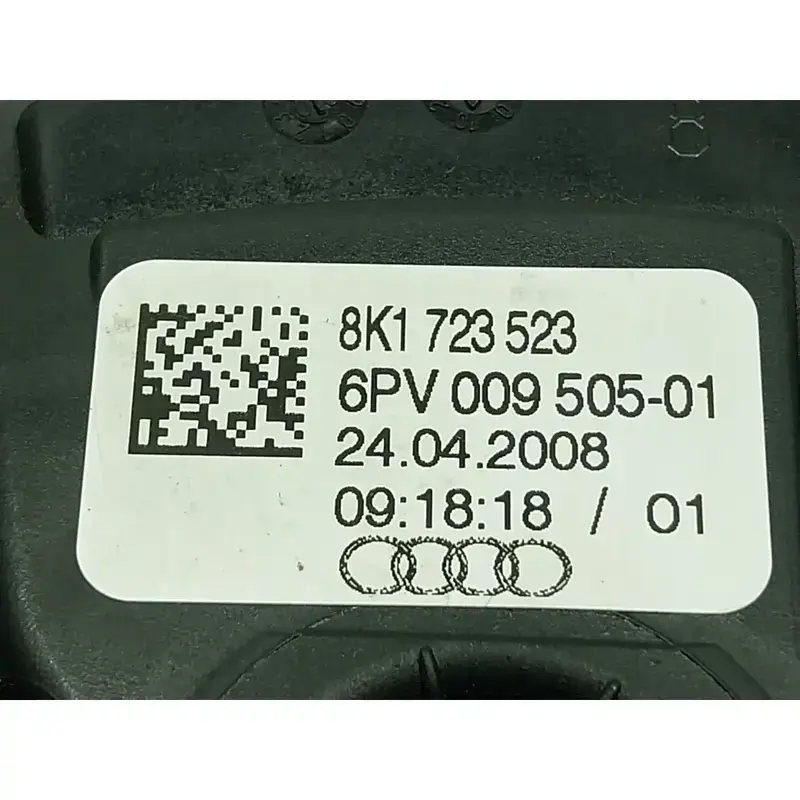 8K1 723 523
6PV 009 505-01
24.04.2008
09:18:18 / 01